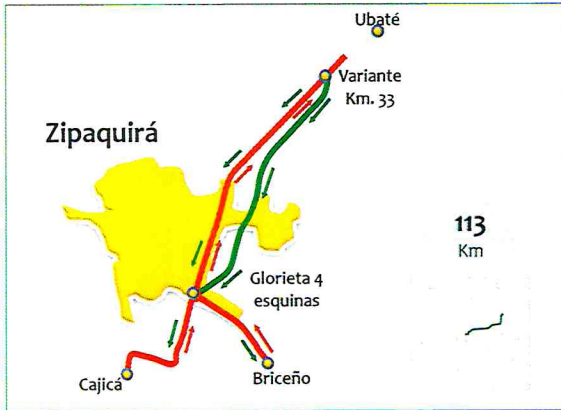 Ubaté
Variante
Km. 33
Zipaquirá
113
Km
Glorieta 4
esquinas
Cajicá
Briceño